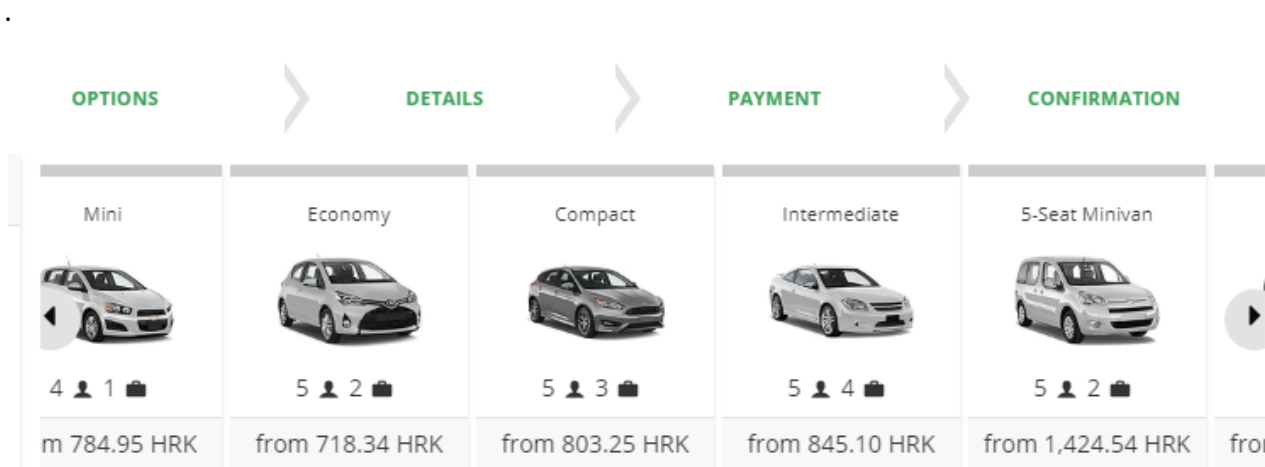 .
OPTIONS DETAILS PAYMENT CONFIRMATION
Mini Economy Compact Intermediate 5-Seat Minivan
4 1 5 2 5 3 5 4 5 2
m 784.95 HRK from 718.34 HRK from 803.25 HRK from 845.10 HRK from 1,424.54 HRK fro